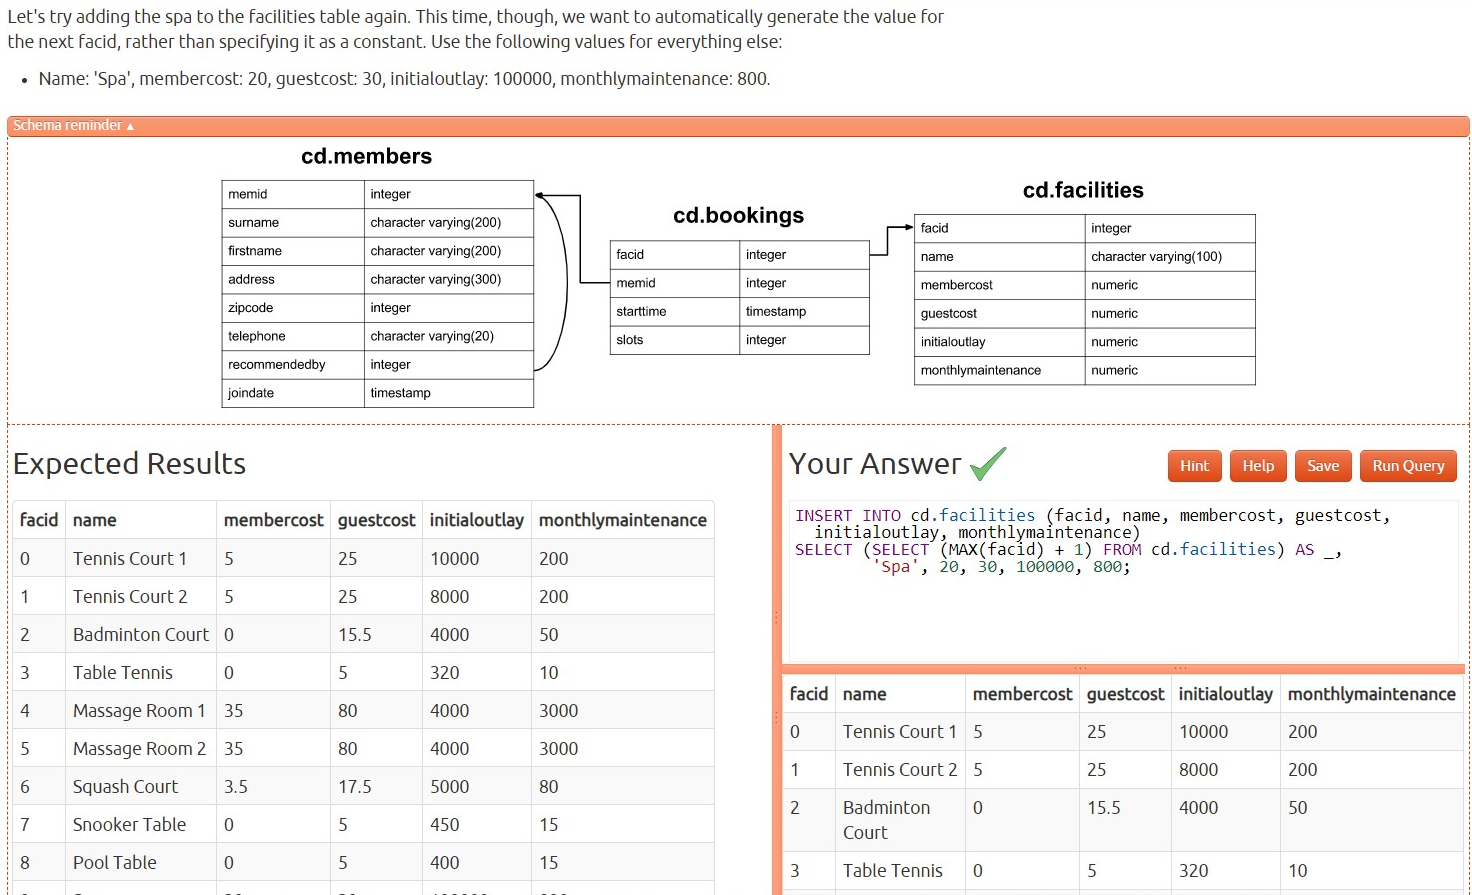 Let's try adding the spa to the facilities table again. This time, though, we want to automatically generate the value for
the next facid, rather than specifying it as a constant. Use the following values for everything else:
• Name: 'Spa', membercost: 20, guestcost: 30, initialoutlay: 100000, monthlymaintenance: 800.
Schema reminder ▲
cd.members
memid integer
surname character varying(200)
firstname character varying(200)
address character varying(300)
zipcode integer
telephone character varying(20)
recommendedby integer
joindate timestamp
cd.bookings
facid integer
memid integer
starttime timestamp
slots integer
cd.facilities
facid integer
name character varying(100)
membercost numeric
guestcost numeric
initialoutlay numeric
monthlymaintenance numeric
Expected Results
facid name membercost guestcost initialoutlay monthlymaintenance
0 Tennis Court 1 5 25 10000 200
1 Tennis Court 2 5 25 8000 200
2 Badminton Court 0 15.5 4000 50
3 Table Tennis 0 5 320 10
4 Massage Room 1 35 80 4000 3000
5 Massage Room 2 35 80 4000 3000
6 Squash Court 3.5 17.5 5000 80
7 Snooker Table 0 5 450 15
8 Pool Table 0 5 400 15
Your Answer
Hint Help Save Run Query
INSERT INTO cd.facilities (facid, name, membercost, guestcost,
initialoutlay, monthlymaintenance)
SELECT (SELECT (MAX(facid) + 1) FROM cd.facilities) AS _,
'Spa', 20, 30, 100000, 800;
facid name membercost guestcost initialoutlay monthlymaintenance
0 Tennis Court 1 5 25 10000 200
1 Tennis Court 2 5 25 8000 200
2 Badminton 0 15.5 4000 50
Court
3 Table Tennis 0 5 320 10